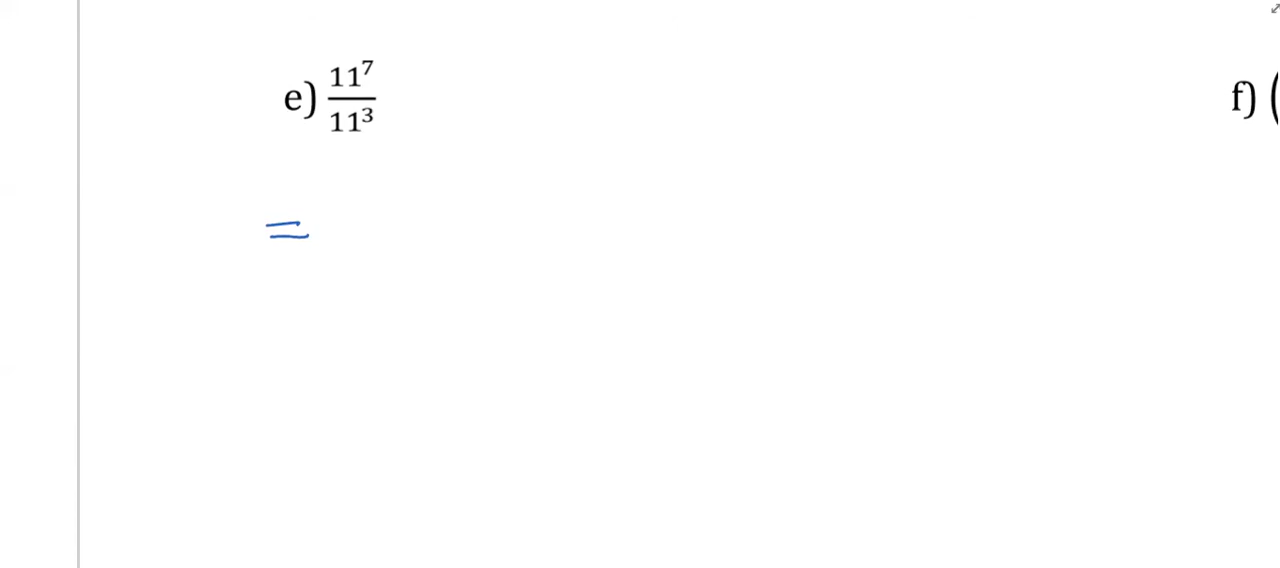 e) 11⁷/11³ f) (
=